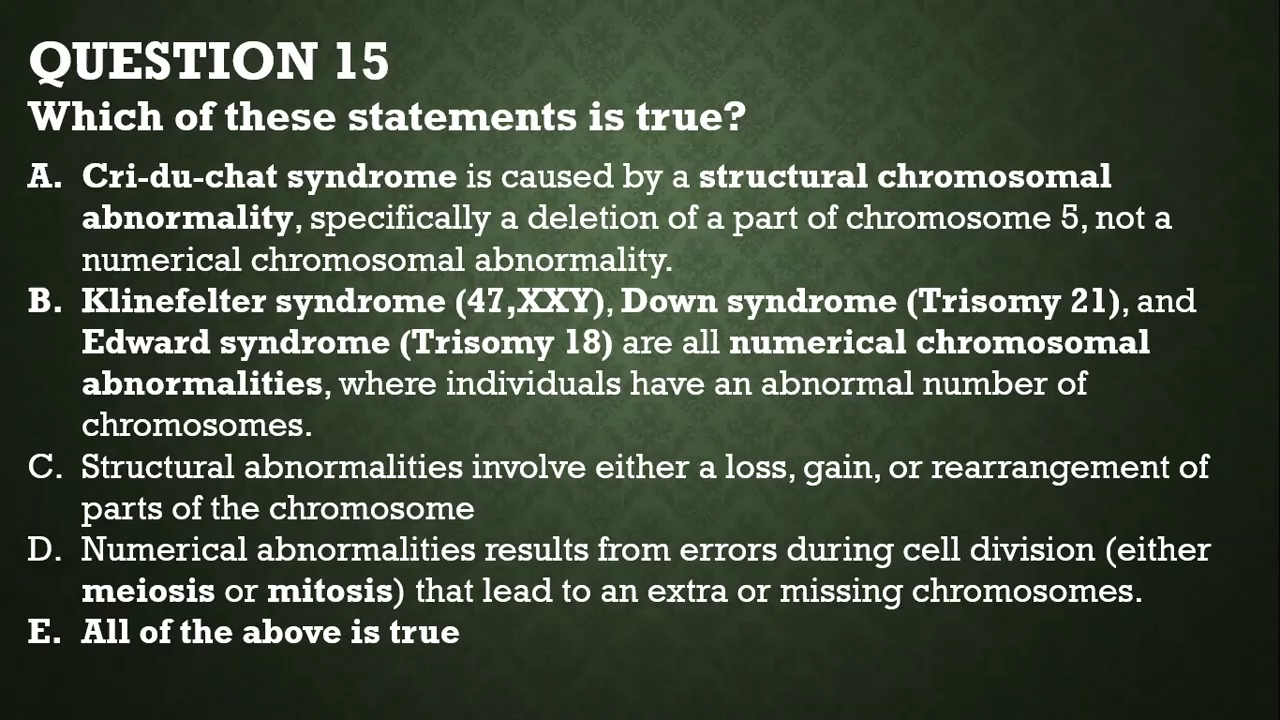 QUESTION 15
Which of these statements is true?
A. Cri-du-chat syndrome is caused by a structural chromosomal
abnormality, specifically a deletion of a part of chromosome 5, not a
numerical chromosomal abnormality.
B. Klinefelter syndrome (47,XXY), Down syndrome (Trisomy 21), and
Edward syndrome (Trisomy 18) are all numerical chromosomal
abnormalities, where individuals have an abnormal number of
chromosomes.
C. Structural abnormalities involve either a loss, gain, or rearrangement of
parts of the chromosome
D. Numerical abnormalities results from errors during cell division (either
meiosis or mitosis) that lead to an extra or missing chromosomes.
E. All of the above is true